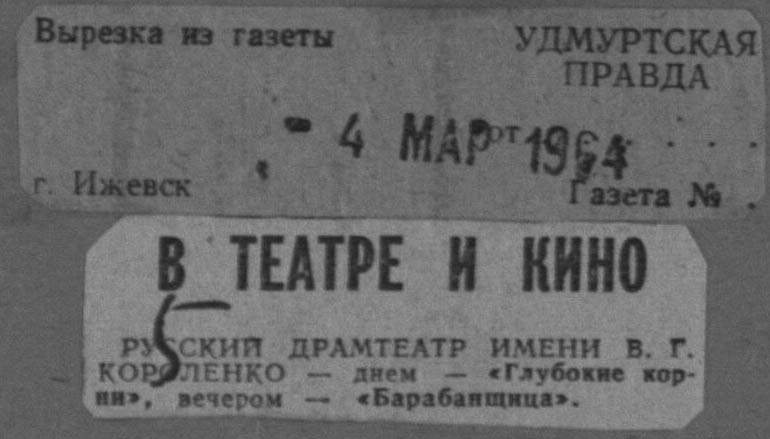 Вырезка из газеты
УДМУРТСКАЯ
ПРАВДА
- 4 МАР 1964
от . . .
г. Ижевск
Газета № .
В ТЕАТРЕ И КИНО
5
РУССКИЙ ДРАМТЕАТР ИМЕНИ В. Г.
КОРОЛЕНКО — днем — «Глубокие кор-
ни», вечером — «Барабанщица».